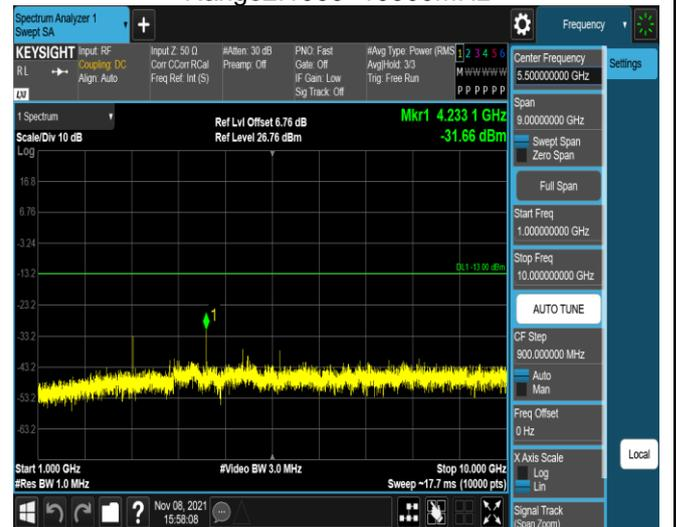 Spectrum Analyzer 1
Swept SA
Frequency
KEYSIGHT
RL
LXI
Input: RF
Coupling: DC
Align: Auto
Input Z: 50 Ω
Corr CCorr RCal
Freq Ref: Int (S)
#Atten: 30 dB
Preamp: Off
PNO: Fast
Gate: Off
IF Gain: Low
Sig Track: Off
#Avg Type: Power (RMS
Avg|Hold: 3/3
Trig: Free Run
1 2 3 4 5 6
M W W W W W
P P P P P P
1 Spectrum
Scale/Div 10 dB
Ref Lvl Offset 6.76 dB
Ref Level 26.76 dBm
Mkr1 4.233 1 GHz
-31.66 dBm
Log
16.8
6.76
-3.24
-13.2
-23.2
-33.2
-43.2
-53.2
-63.2
DL1 -13.00 dBm
1
Start 1.000 GHz
#Res BW 1.0 MHz
#Video BW 3.0 MHz
Stop 10.000 GHz
Sweep ~17.7 ms (10000 pts)
Nov 08, 2021
15:58:08
Center Frequency
5.500000000 GHz
Span
9.00000000 GHz
Swept Span
Zero Span
Full Span
Start Freq
1.000000000 GHz
Stop Freq
10.000000000 GHz
AUTO TUNE
CF Step
900.000000 MHz
Auto
Man
Freq Offset
0 Hz
X Axis Scale
Log
Lin
Signal Track
(Span Zoom)
Settings
Local